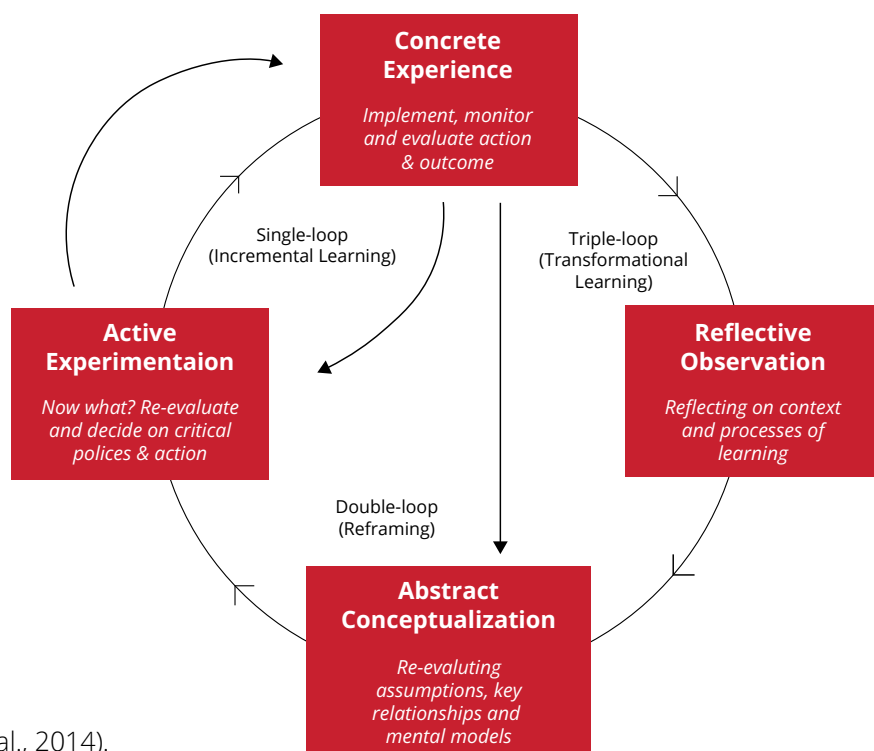 Concrete
Experience
Implement, monitor
and evaluate action
& outcome
Single-loop
(Incremental Learning)
Triple-loop
(Transformational
Learning)
Active
Experimentaion
Now what? Re-evaluate
and decide on critical
polices & action
Reflective
Observation
Reflecting on context
and processes of
learning
Double-loop
(Reframing)
Abstract
Conceptualization
Re-evaluting
assumptions, key
relationships and
mental models
al., 2014).